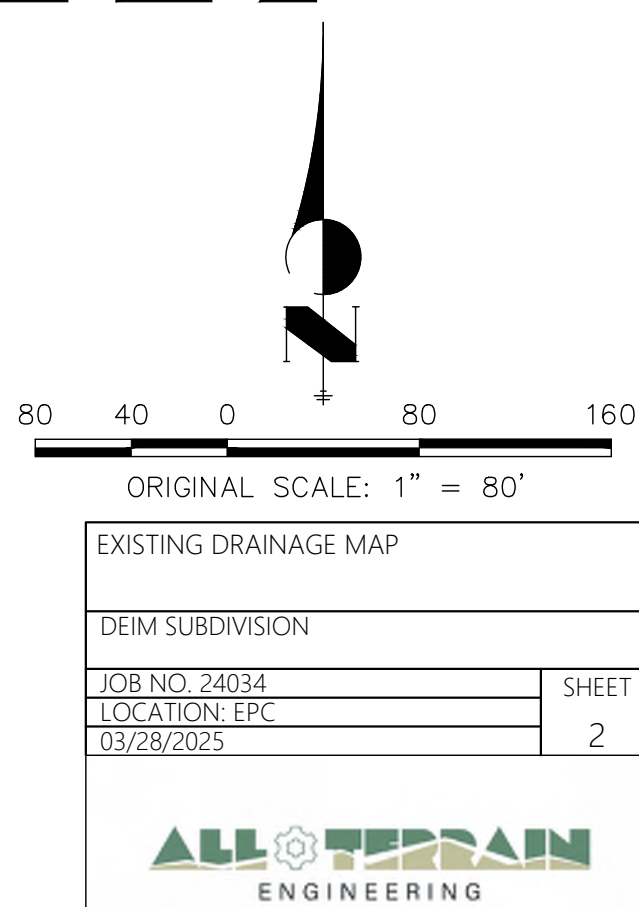 N
80 40 0 80 160
ORIGINAL SCALE: 1" = 80'
EXISTING DRAINAGE MAP
DEIM SUBDIVISION
JOB NO. 24034
LOCATION: EPC
03/28/2025
SHEET
2
ALL TERRAIN
ENGINEERING